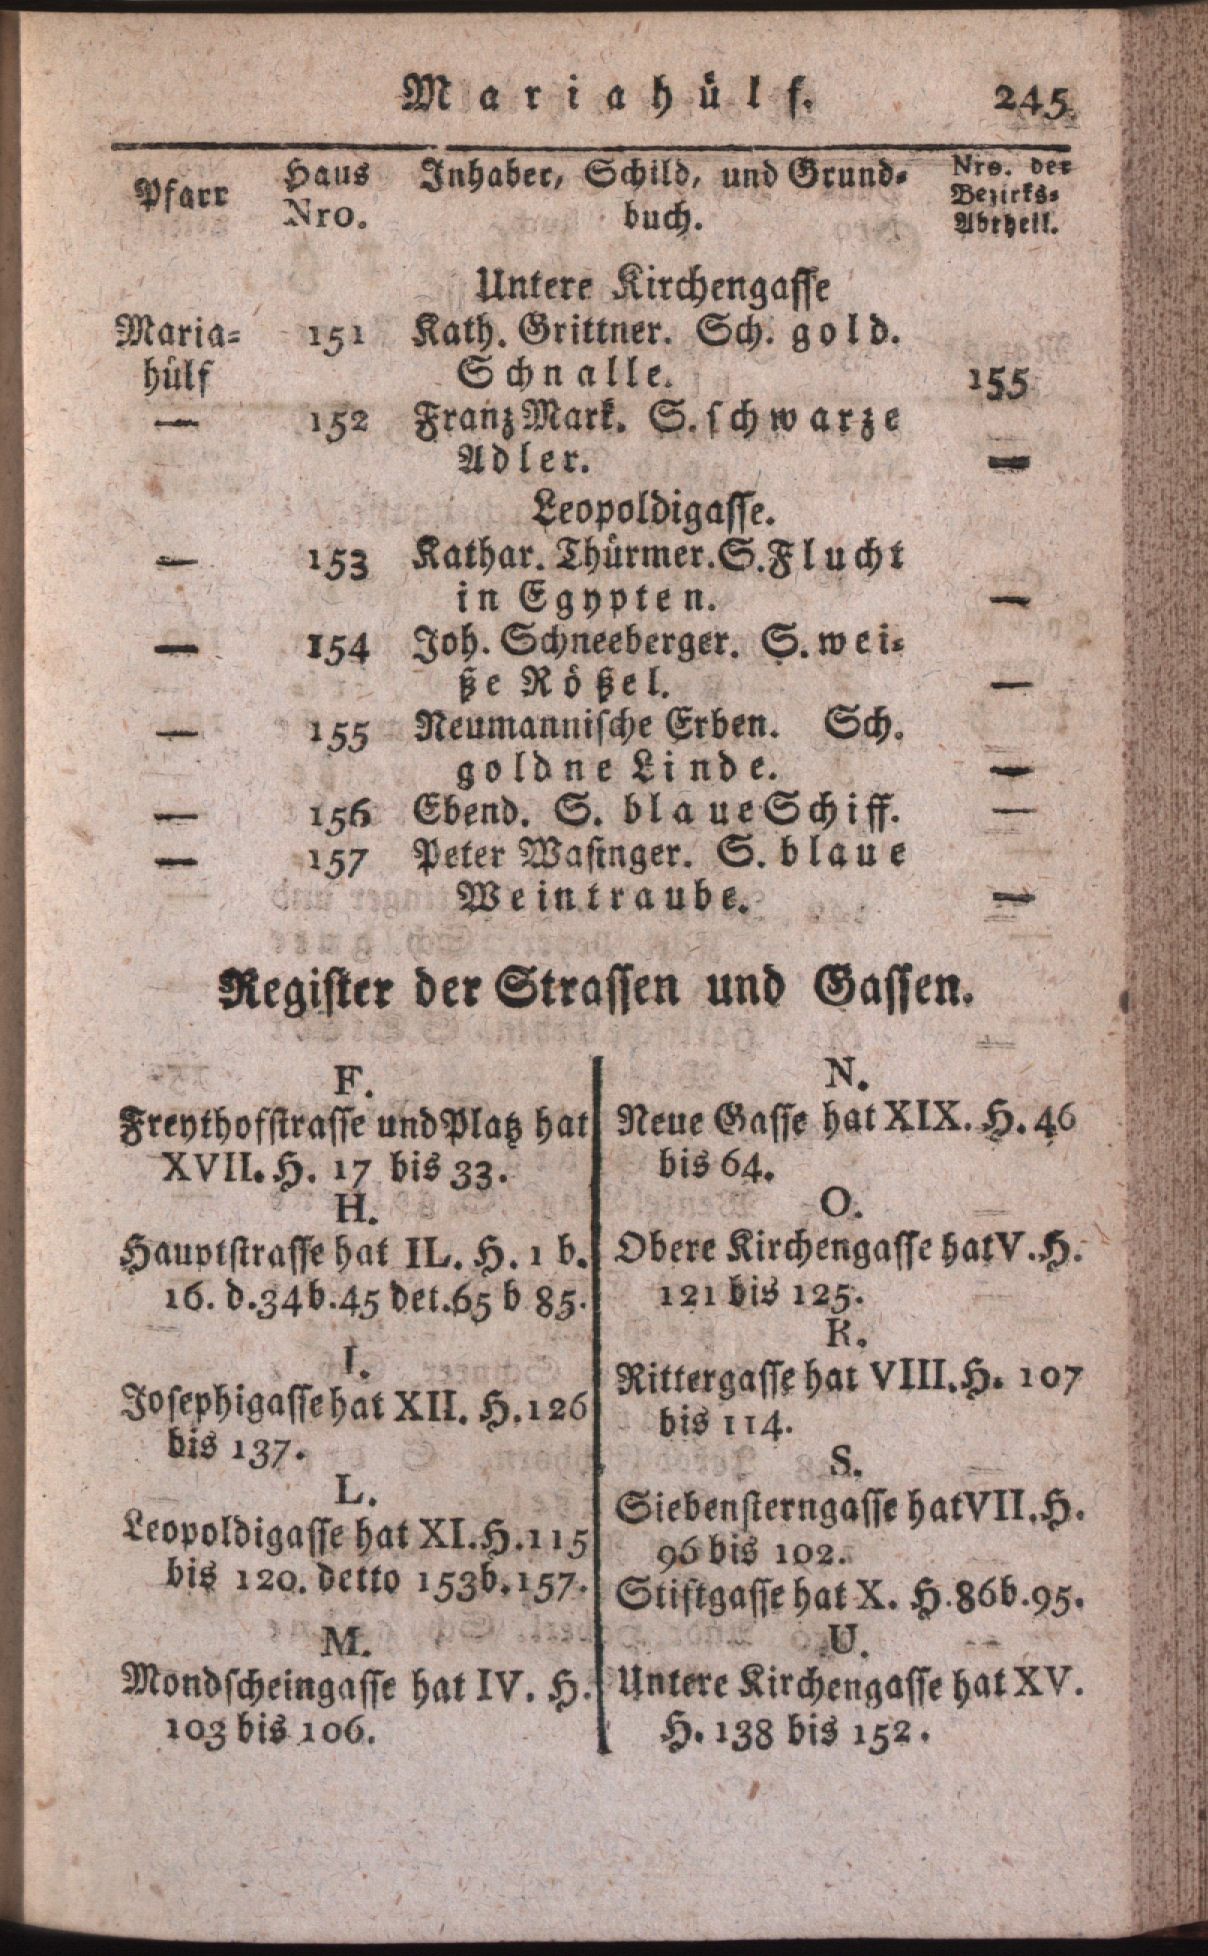 Mariahülf. 245
Pfarr Haus Nro. Inhaber, Schild, und Grund- buch. Nro. der Bezirks- Abtheil.
Untere Kirchengasse
Maria- 151 Kath. Grittner. Sch. gold.
hülf Schnalle. 155
— 152 Franz Mark. S. schwarze
Adler. —
Leopoldigasse.
— 153 Kathar. Thürmer. S. Flucht
in Egypten. —
— 154 Joh. Schneeberger. S. wei-
ße Rößel. —
— 155 Neumannische Erben. Sch.
goldne Linde. —
— 156 Ebend. S. blaue Schiff. —
— 157 Peter Wasinger. S. blaue
Weintraube. —
Register der Strassen und Gassen.
F.
Freythofstrasse und Platz hat
XVII. H. 17 bis 33.
H.
Hauptstrasse hat IL. H. 1 b.
16. d. 34 b. 45 det. 65 b 85.
I.
Josephigasse hat XII. H. 126
bis 137.
L.
Leopoldigasse hat XI. H. 115
bis 120. detto 153 b. 157.
M.
Mondscheingasse hat IV. H.
103 bis 106.
N.
Neue Gasse hat XIX. H. 46
bis 64.
O.
Obere Kirchengasse hat V. H.
121 bis 125.
R.
Rittergasse hat VIII. H. 107
bis 114.
S.
Siebensterngasse hat VII. H.
96 bis 102.
Stiftgasse hat X. H. 86 b. 95.
U.
Untere Kirchengasse hat XV.
H. 138 bis 152.